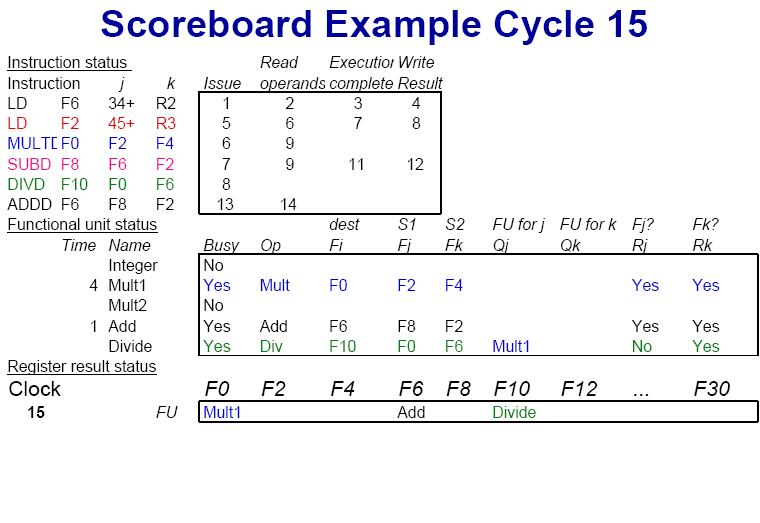 Scoreboard Example Cycle 15
Instruction status Read Execution Write
Instruction j k Issue operands complete Result
LD F6 34+ R2 1 2 3 4
LD F2 45+ R3 5 6 7 8
MULTD F0 F2 F4 6 9
SUBD F8 F6 F2 7 9 11 12
DIVD F10 F0 F6 8
ADDD F6 F8 F2 13 14
Functional unit status dest S1 S2 FU for j FU for k Fj? Fk?
Time Name Busy Op Fi Fj Fk Qj Qk Rj Rk
Integer No
4 Mult1 Yes Mult F0 F2 F4 Yes Yes
Mult2 No
1 Add Yes Add F6 F8 F2 Yes Yes
Divide Yes Div F10 F0 F6 Mult1 No Yes
Register result status
Clock F0 F2 F4 F6 F8 F10 F12 ... F30
15 FU Mult1 Add Divide